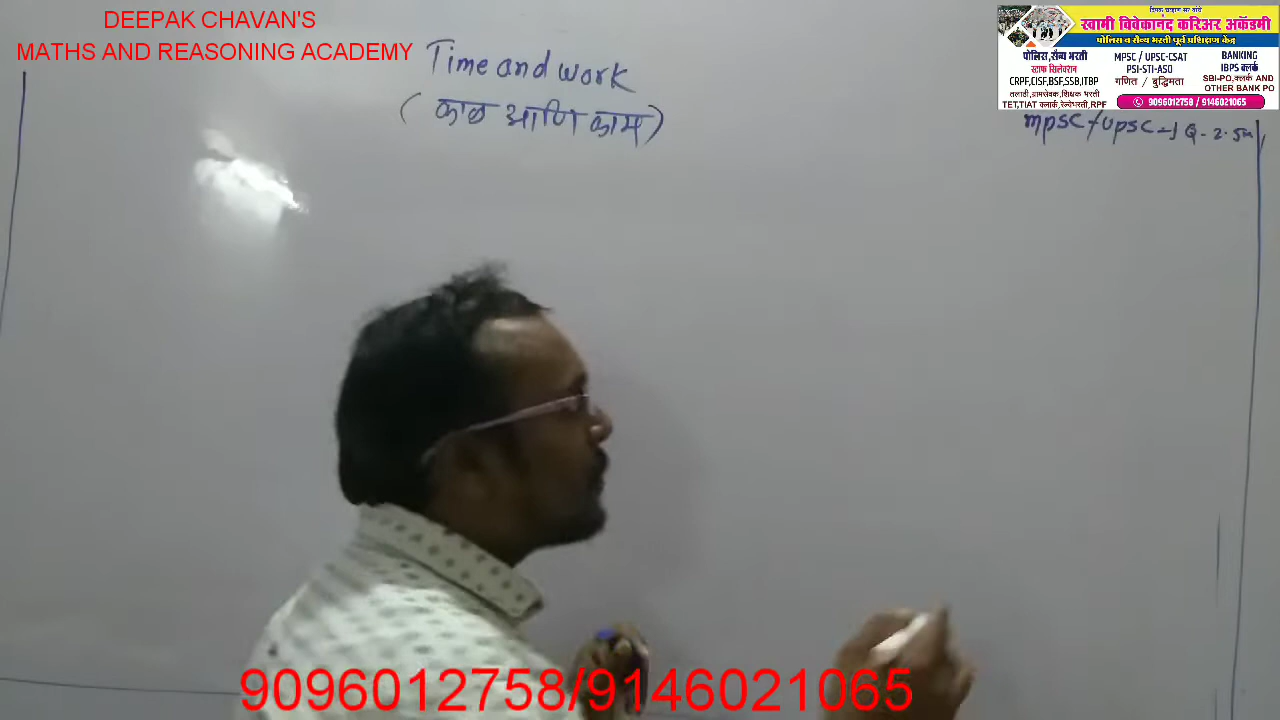 DEEPAK CHAVAN'S
MATHS AND REASONING ACADEMY
Time and work
(काळ आणि काम)
स्वामी विवेकानंद करिअर अकॅडमी
पोलिस व सैन्य भरती पूर्व प्रशिक्षण केंद्र
पोलिस,सैन्य भरती
स्टाफ सिलेक्शन
CRPF,CISF,BSF,SSB,ITBP
तलाठी,ग्रामसेवक,शिक्षक भरती
TET,TIAT क्लार्क,रेल्वेभरती,RPF
MPSC / UPSC-CSAT
PSI-STI-ASO
गणित / बुद्धिमता
BANKING
IBPS क्लर्क
SBI-PO,क्लर्क AND
OTHER BANK PO
9096012758 / 9146021065
mpsc / upsc → Q - 2.5m
9096012758/9146021065